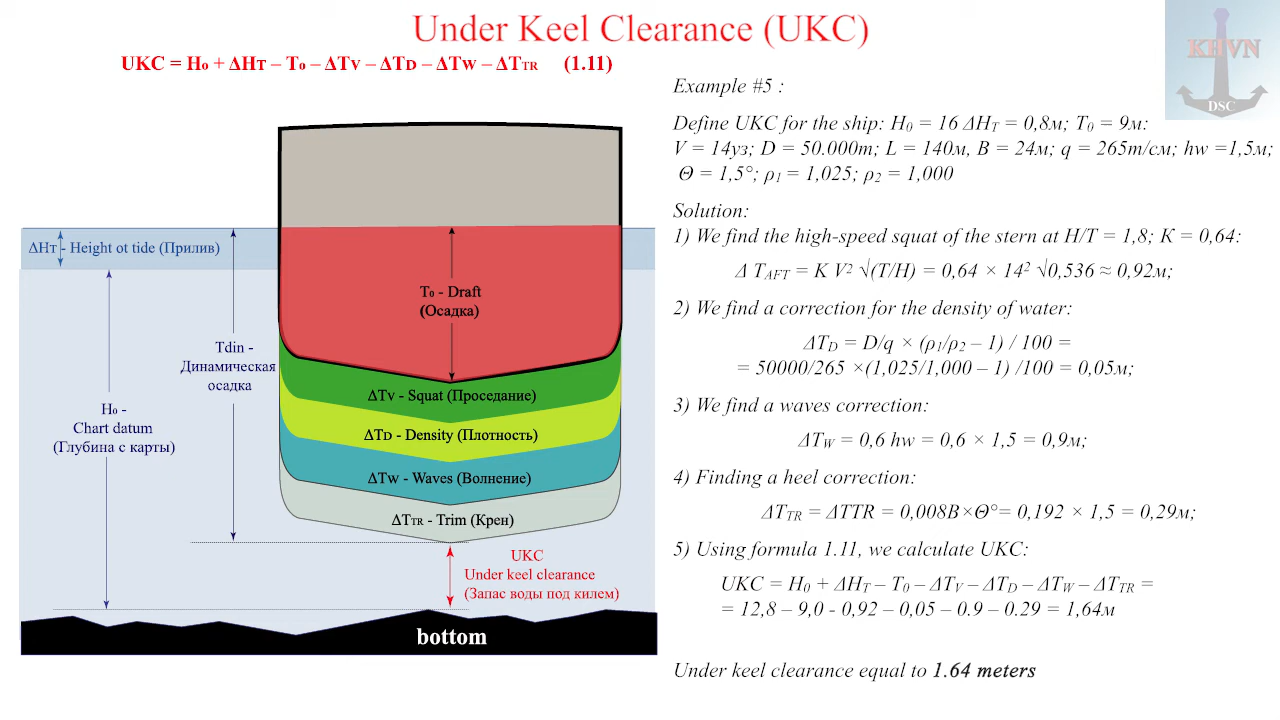 Under Keel Clearance (UKC)
KHVN
DSC
UKC = H₀ + ΔHT – T₀ – ΔTV – ΔTD – ΔTW – ΔTTR (1.11)
ΔHT - Height ot tide (Прилив)
T₀ - Draft
(Осадка)
Tdin -
Динамическая
осадка
H₀ -
Chart datum
(Глубина с карты)
ΔTV - Squat (Проседание)
ΔTD - Density (Плотность)
ΔTW - Waves (Волнение)
ΔTTR - Trim (Крен)
UKC
Under keel clearance
(Запас воды под килем)
bottom
Example #5 :
Define UKC for the ship: H₀ = 16 ΔHT = 0,8м; T₀ = 9м:
V = 14уз; D = 50.000т; L = 140м, B = 24м; q = 265т/см; hw =1,5м;
Θ = 1,5°; ρ₁ = 1,025; ρ₂ = 1,000
Solution:
1) We find the high-speed squat of the stern at H/T = 1,8; K = 0,64:
Δ TAFT = K V² √(T/H) = 0,64 × 14² √0,536 ≈ 0,92м;
2) We find a correction for the density of water:
ΔTD = D/q × (ρ₁/ρ₂ – 1) / 100 =
= 50000/265 ×(1,025/1,000 – 1) /100 = 0,05м;
3) We find a waves correction:
ΔTW = 0,6 hw = 0,6 × 1,5 = 0,9м;
4) Finding a heel correction:
ΔTTR = ΔTTR = 0,008B×Θ°= 0,192 × 1,5 = 0,29м;
5) Using formula 1.11, we calculate UKC:
UKC = H₀ + ΔHT – T₀ – ΔTV – ΔTD – ΔTW – ΔTTR =
= 12,8 – 9,0 - 0,92 – 0,05 – 0.9 – 0.29 = 1,64м
Under keel clearance equal to 1.64 meters